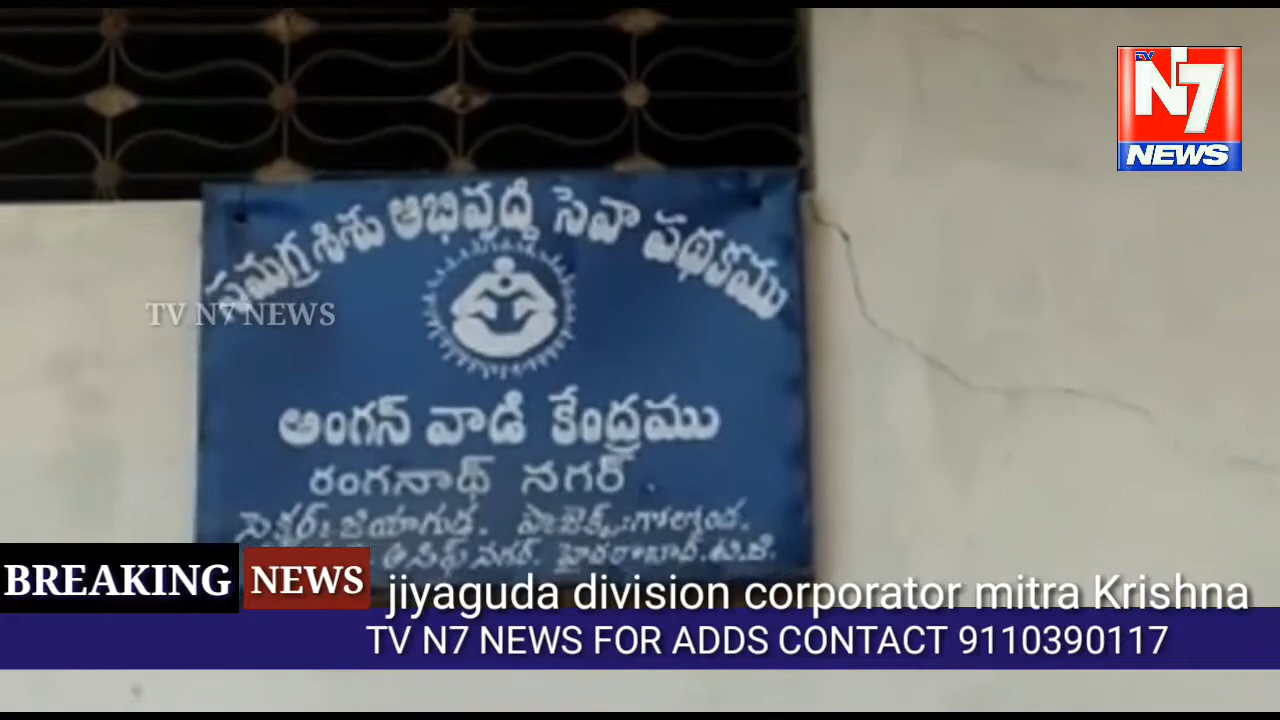 TV
N7
NEWS
సమగ్ర శిశు అభివృద్ధి సేవా పథకము
TV N7 NEWS
అంగన్ వాడి కేంద్రము
రంగనాథ్ నగర్
సెక్టర్: జియాగుడ. ప్రాజెక్ట్:గోల్కొండ.
ఆసిఫ్ నగర్. హైదరాబాద్.టి.జి.
BREAKING NEWS
jiyaguda division corporator mitra Krishna
TV N7 NEWS FOR ADDS CONTACT 9110390117